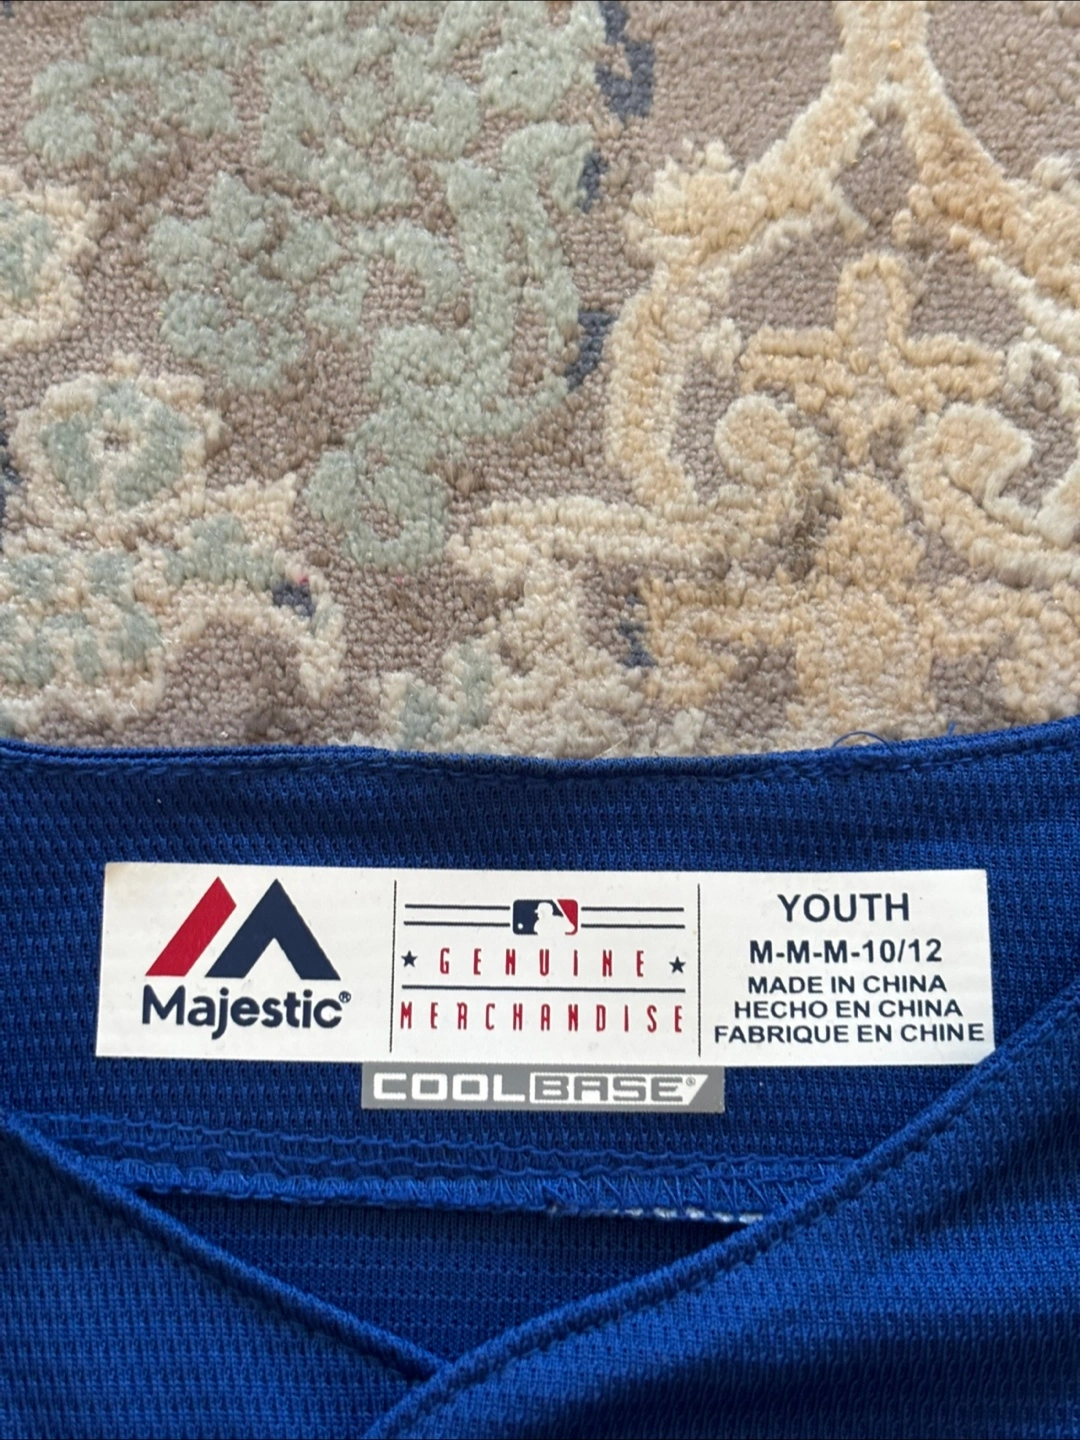 Majestic®
★ GENUINE ★
MERCHANDISE
YOUTH
M-M-M-10/12
MADE IN CHINA
HECHO EN CHINA
FABRIQUE EN CHINE
COOLBASE®